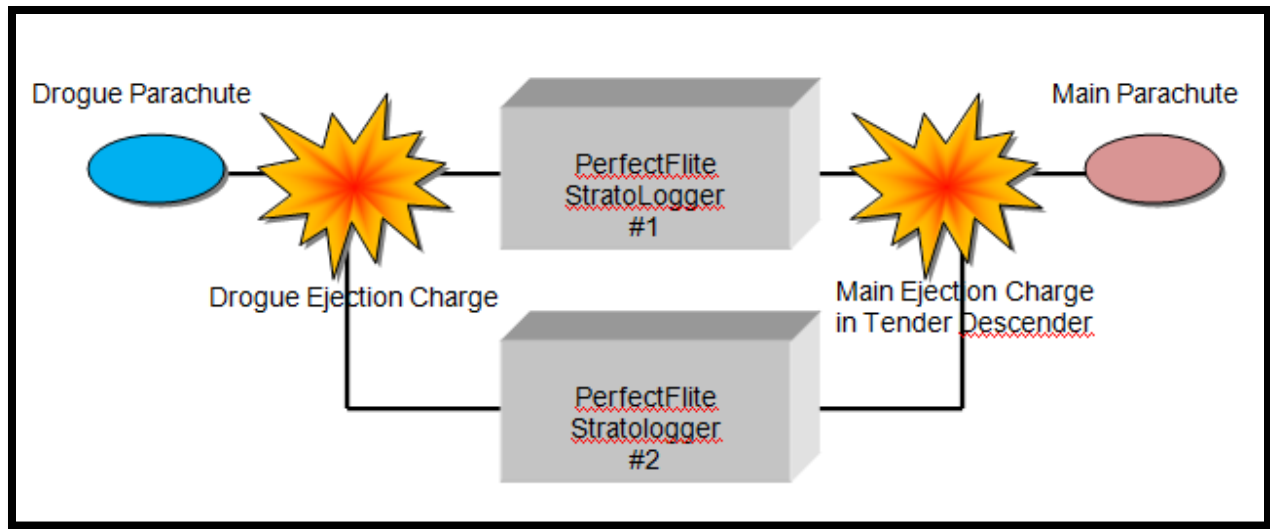 Drogue Parachute
Main Parachute
PerfectFlite
StratoLogger
#1
Drogue Ejection Charge
Main Ejection Charge
in Tender Descender
PerfectFlite
Stratologger
#2